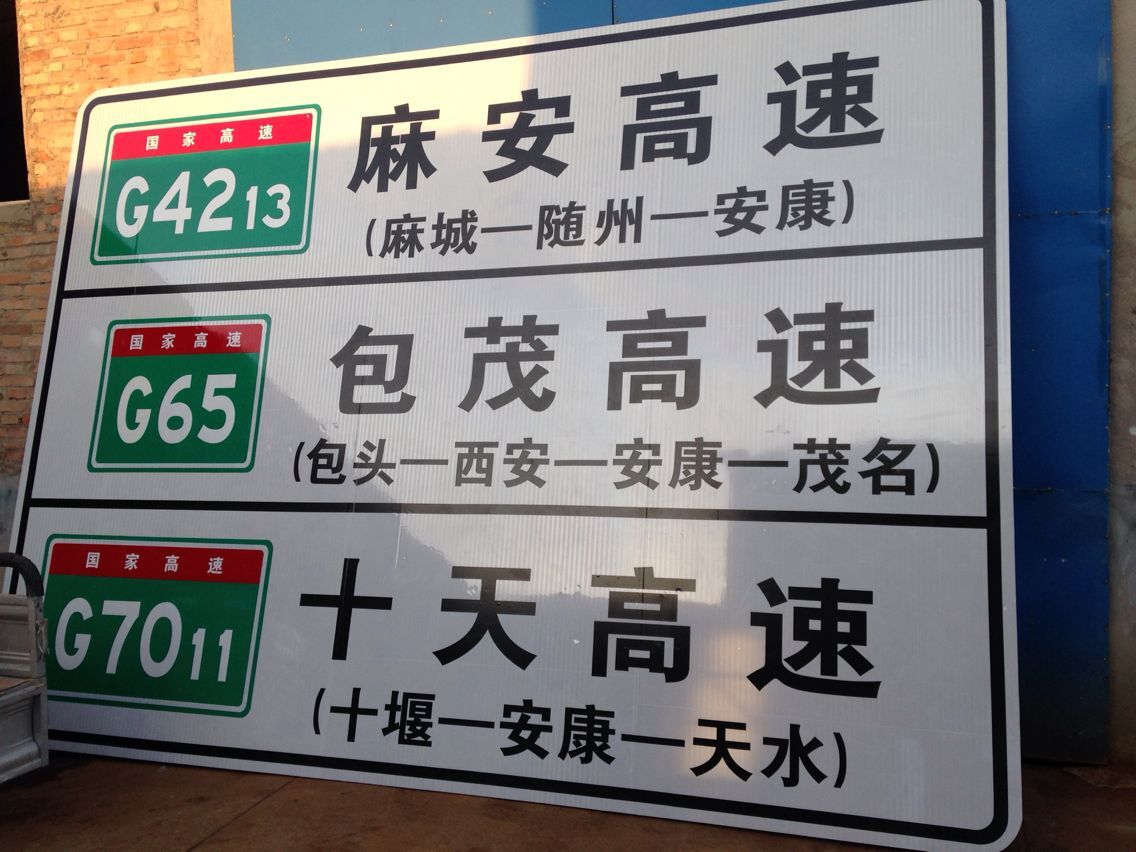 国家高速
G4213
麻安高速
(麻城—随州—安康)
国家高速
G65
包茂高速
(包头—西安—安康—茂名)
国家高速
G7011
十天高速
(十堰—安康—天水)